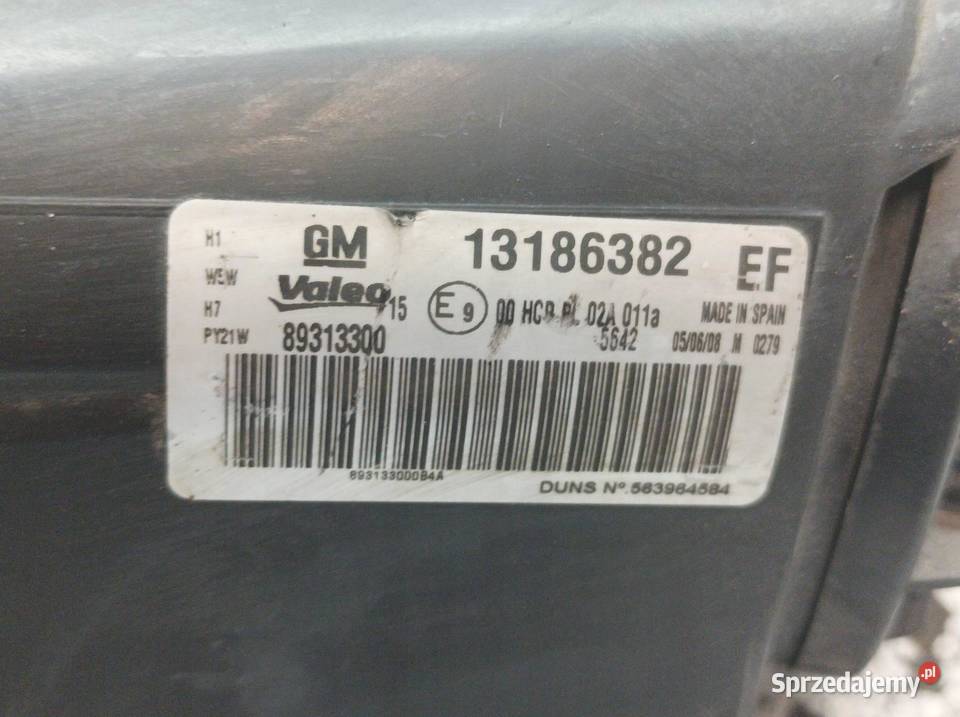 H1 GM 13186382 EF
W5W Valeo 15 E9 00 HCR PL 02A 011a MADE IN SPAIN
H7 5642 05/06/08 M 0279
PY21W 89313300
89313300084A
DUNS Nº.563964584
Sprzedajemy.pl